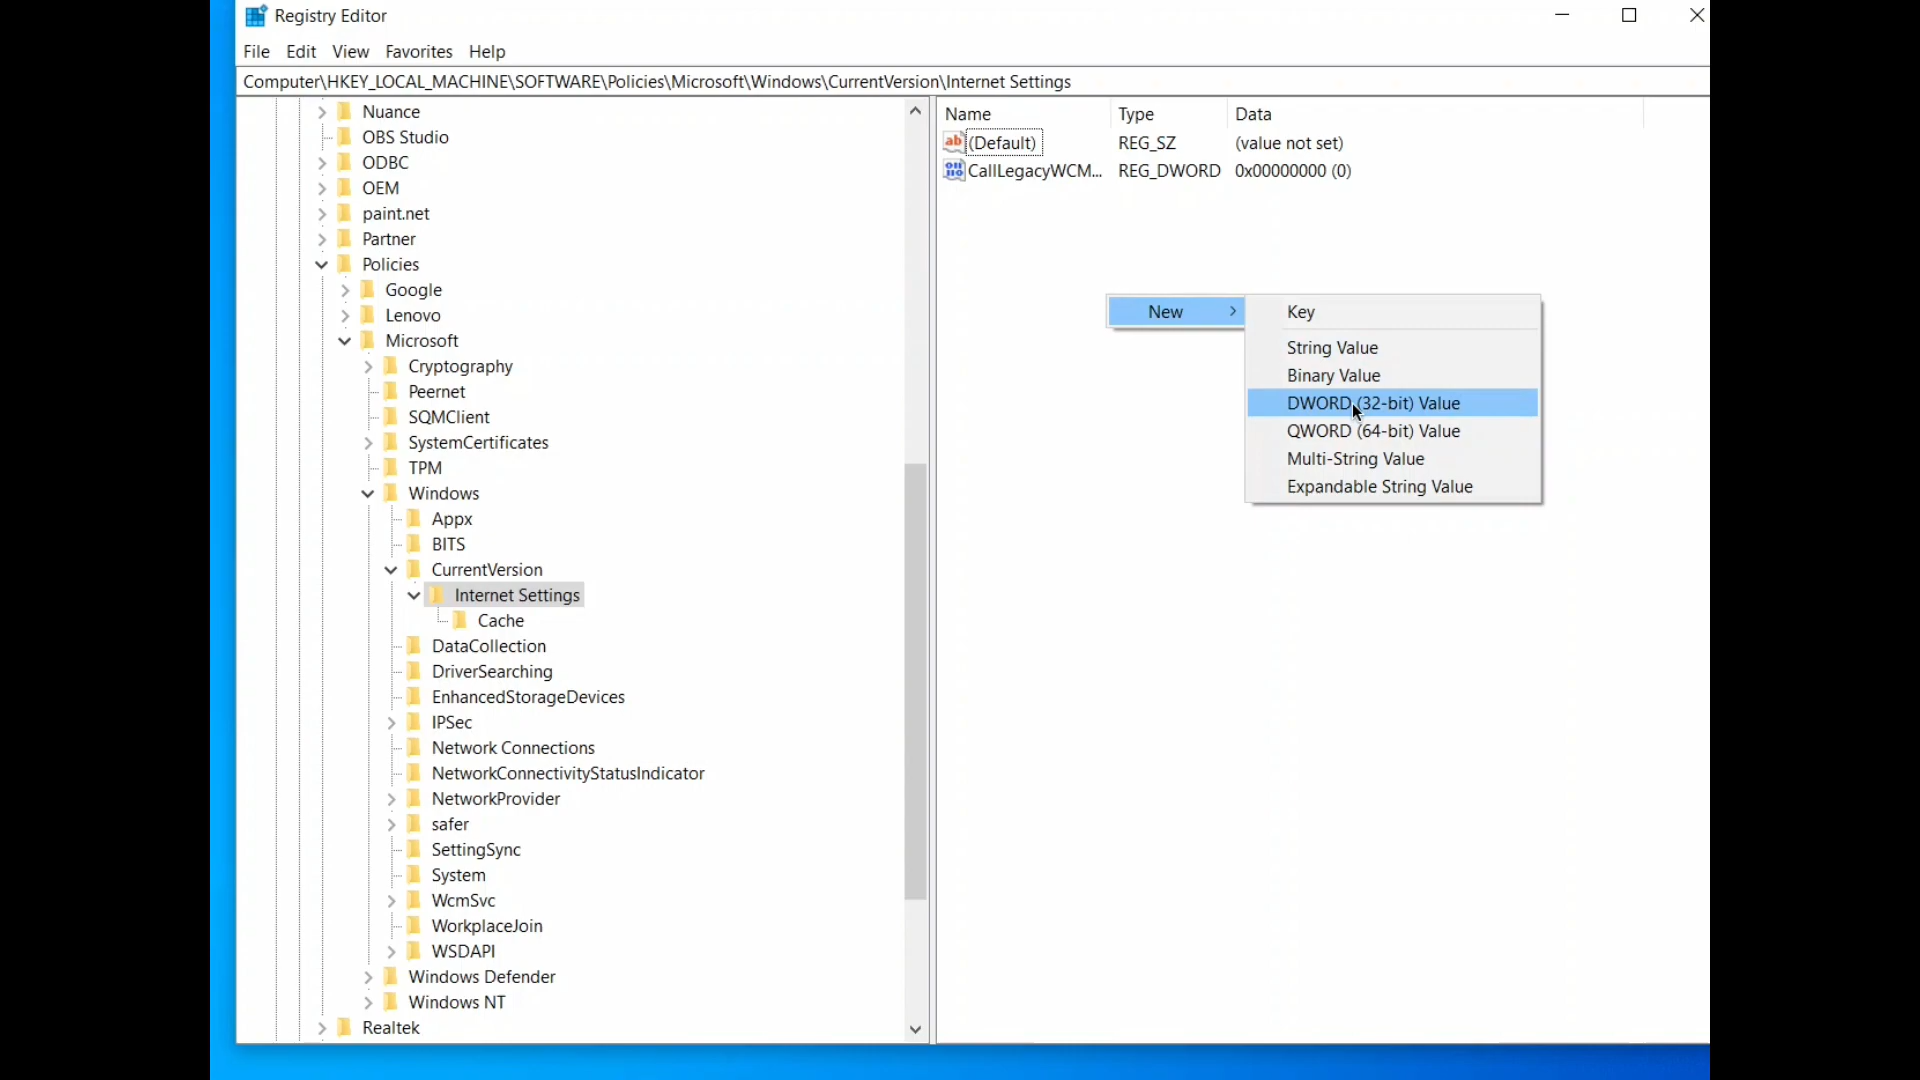 Registry Editor
File Edit View Favorites Help
Computer\HKEY_LOCAL_MACHINE\SOFTWARE\Policies\Microsoft\Windows\CurrentVersion\Internet Settings
Nuance
OBS Studio
ODBC
OEM
paint.net
Partner
Policies
Google
Lenovo
Microsoft
Cryptography
Peernet
SQMClient
SystemCertificates
TPM
Windows
Appx
BITS
CurrentVersion
Internet Settings
Cache
DataCollection
DriverSearching
EnhancedStorageDevices
IPSec
Network Connections
NetworkConnectivityStatusIndicator
NetworkProvider
safer
SettingSync
System
WcmSvc
WorkplaceJoin
WSDAPI
Windows Defender
Windows NT
Realtek
Name Type Data
(Default) REG_SZ (value not set)
CallLegacyWCM... REG_DWORD 0x00000000 (0)
New
Key
String Value
Binary Value
DWORD (32-bit) Value
QWORD (64-bit) Value
Multi-String Value
Expandable String Value